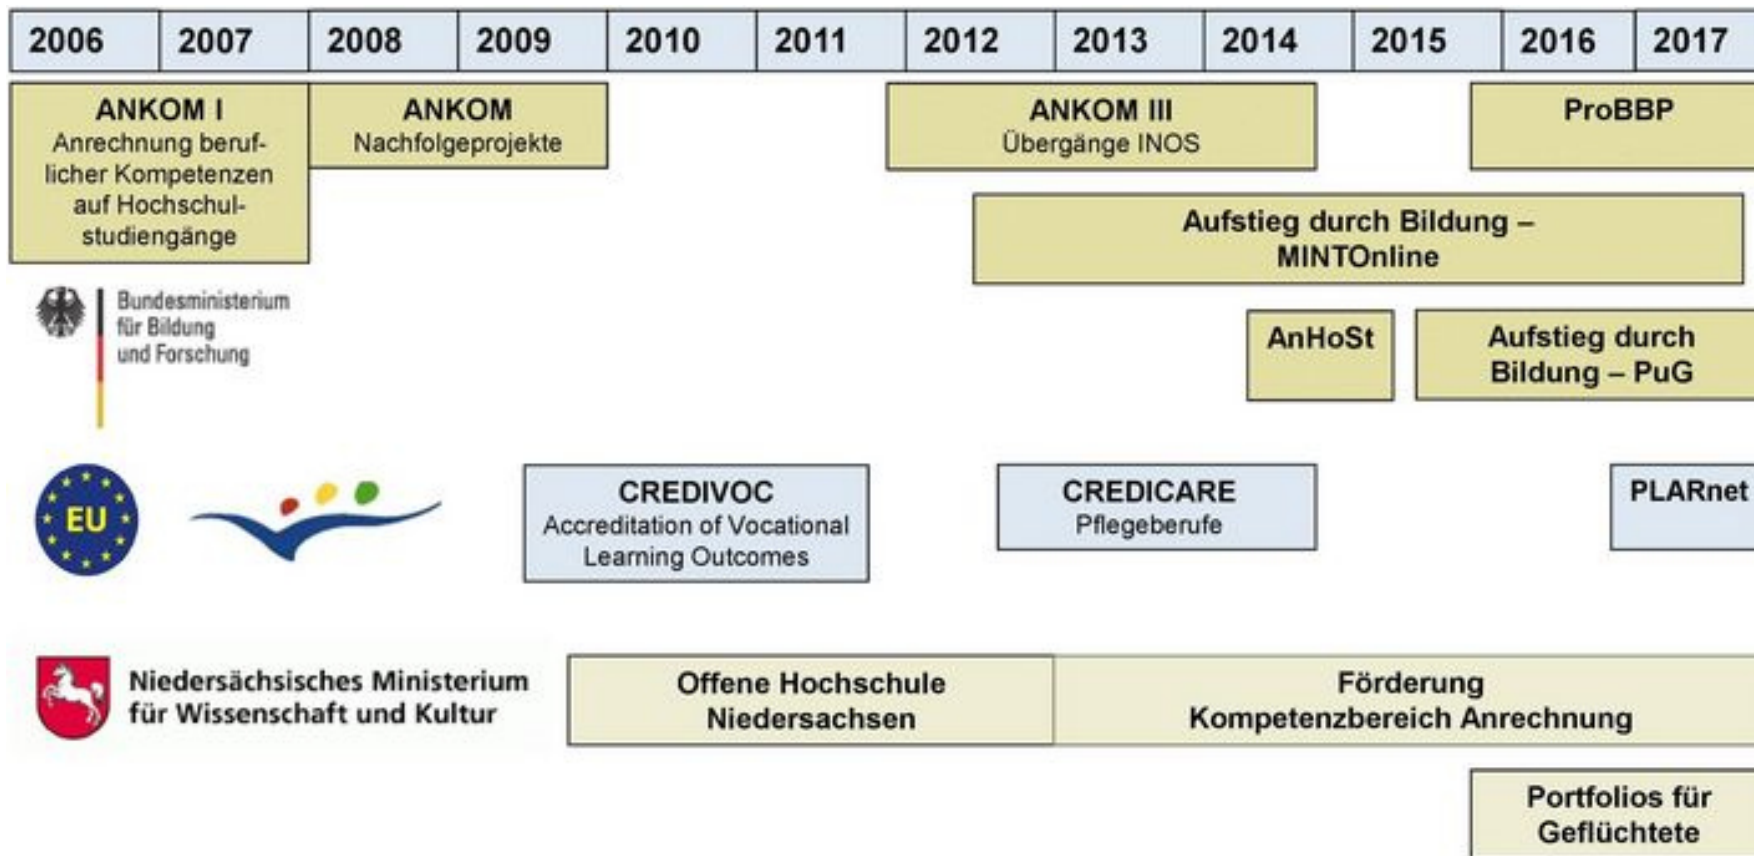 2006 2007 2008 2009 2010 2011 2012 2013 2014 2015 2016 2017
ANKOM I
Anrechnung beruf-
licher Kompetenzen
auf Hochschul-
studiengänge
ANKOM
Nachfolgeprojekte
ANKOM III
Übergänge INOS
ProBBP
Aufstieg durch Bildung –
MINTOnline
Bundesministerium
für Bildung
und Forschung
AnHoSt
Aufstieg durch
Bildung – PuG
EU
CREDIVOC
Accreditation of Vocational
Learning Outcomes
CREDICARE
Pflegeberufe
PLARnet
Niedersächsisches Ministerium
für Wissenschaft und Kultur
Offene Hochschule
Niedersachsen
Förderung
Kompetenzbereich Anrechnung
Portfolios für
Geflüchtete